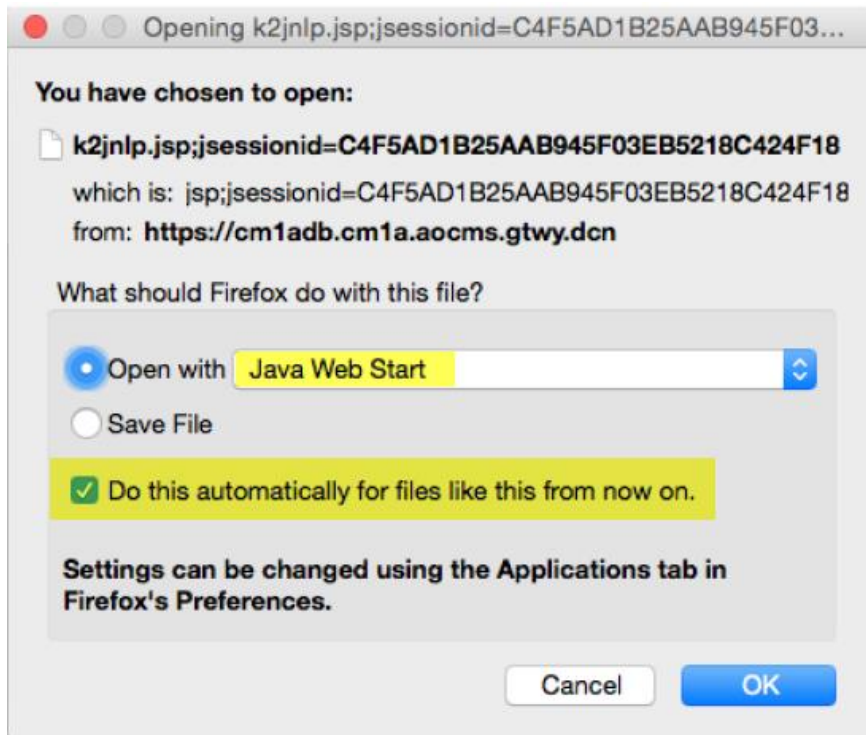 Opening k2jnlp.jsp;jsessionid=C4F5AD1B25AAB945F03...
You have chosen to open:
k2jnlp.jsp;jsessionid=C4F5AD1B25AAB945F03EB5218C424F18
which is: jsp;jsessionid=C4F5AD1B25AAB945F03EB5218C424F18
from: https://cm1adb.cm1a.aocms.gtwy.dcn
What should Firefox do with this file?
Open with Java Web Start
Save File
Do this automatically for files like this from now on.
Settings can be changed using the Applications tab in
Firefox's Preferences.
Cancel OK